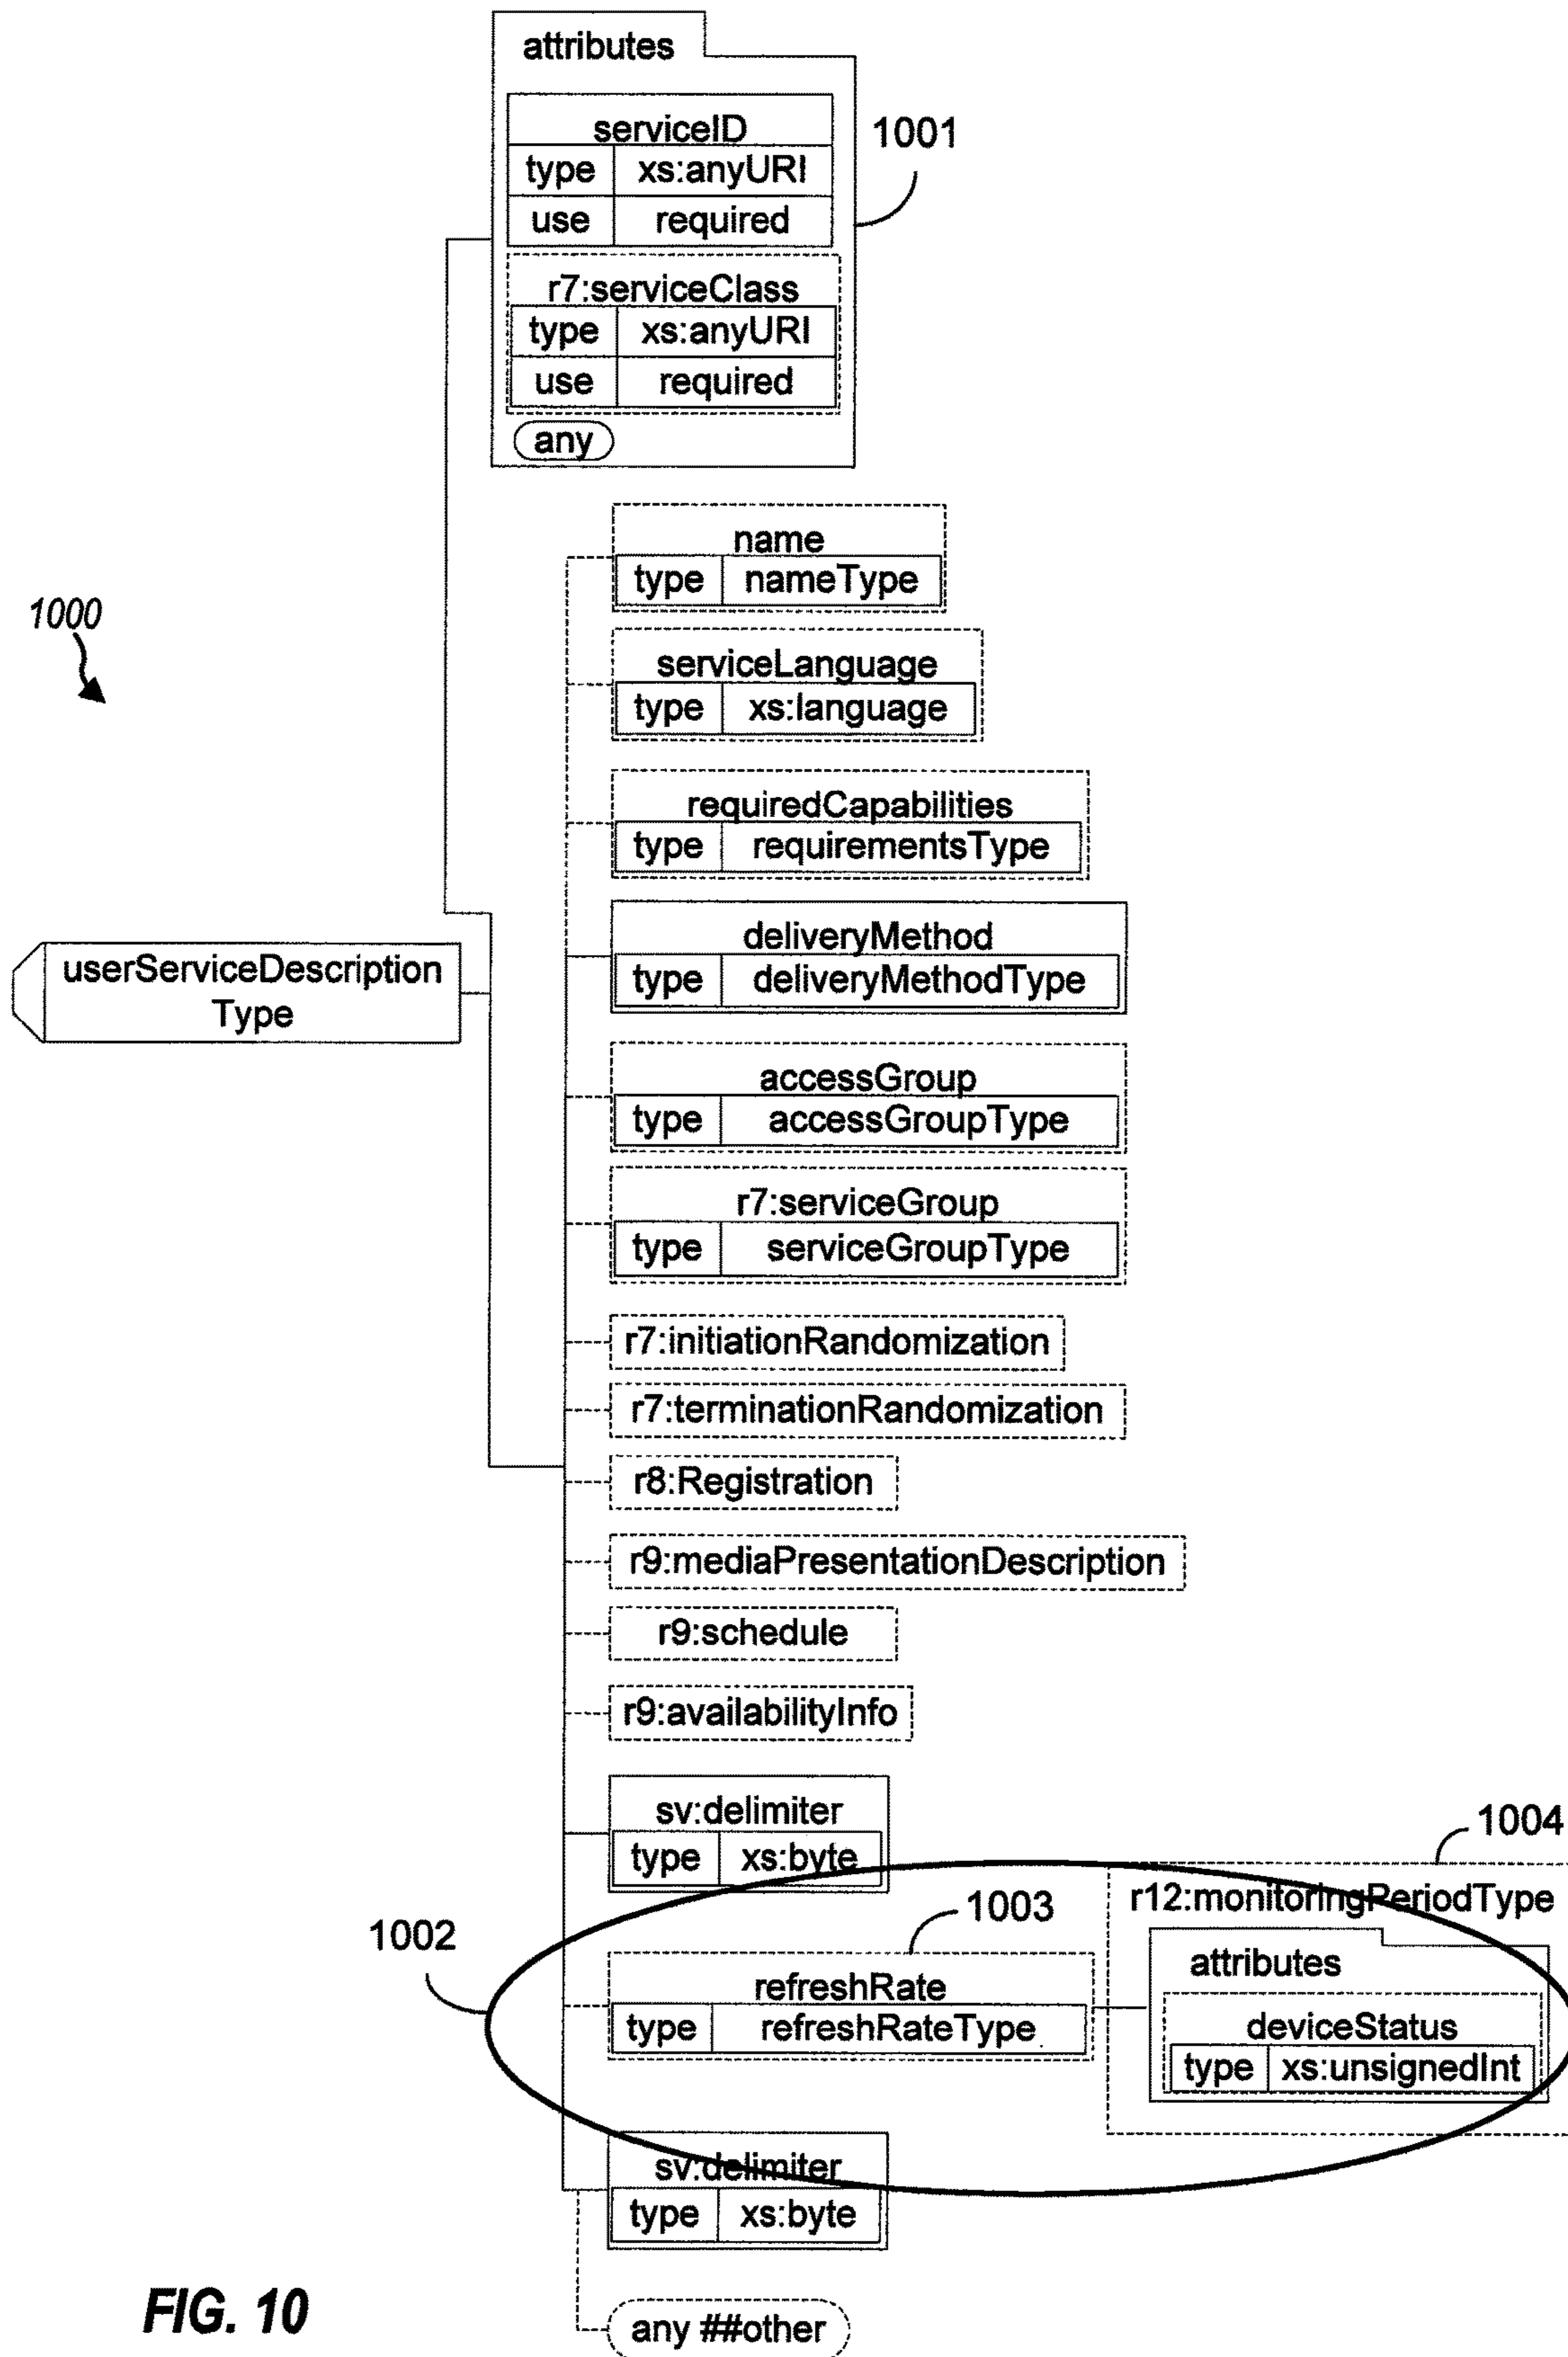 attributes
serviceID
type xs:anyURI
use required
1001
r7:serviceClass
type xs:anyURI
use required
any
name
type nameType
1000
serviceLanguage
type xs:language
requiredCapabilities
type requirementsType
deliveryMethod
type deliveryMethodType
userServiceDescription
Type
accessGroup
type accessGroupType
r7:serviceGroup
type serviceGroupType
r7:initiationRandomization
r7:terminationRandomization
r8:Registration
r9:mediaPresentationDescription
r9:schedule
r9:availabilityInfo
sv:delimiter
type xs:byte
1004
r12:monitoringPeriodType
1003
1002
attributes
refreshRate
type refreshRateType
deviceStatus
type xs:unsignedInt
sv:delimiter
type xs:byte
any ##other
FIG. 10